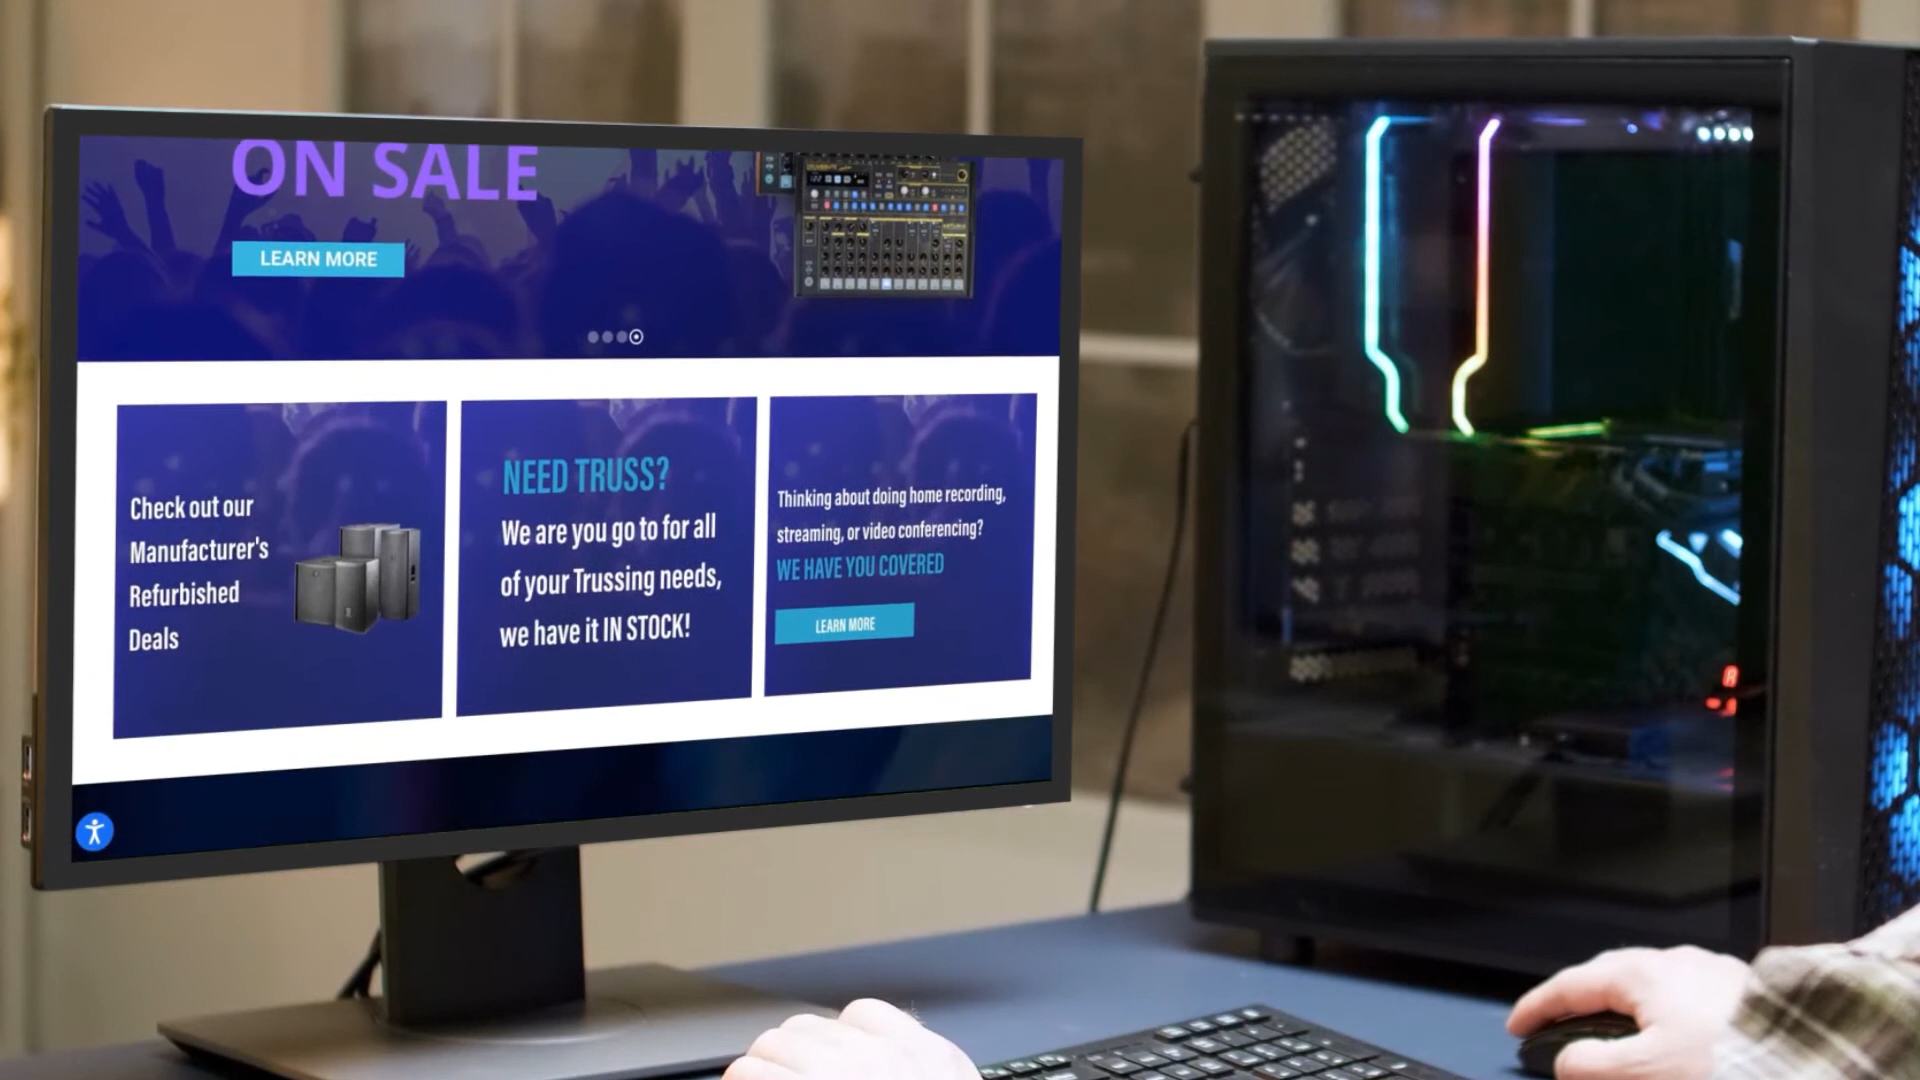 ON SALE
LEARN MORE
Check out our
Manufacturer's
Refurbished
Deals
NEED TRUSS?
We are you go to for all
of your Trussing needs,
we have it IN STOCK!
Thinking about doing home recording,
streaming, or video conferencing?
WE HAVE YOU COVERED
LEARN MORE